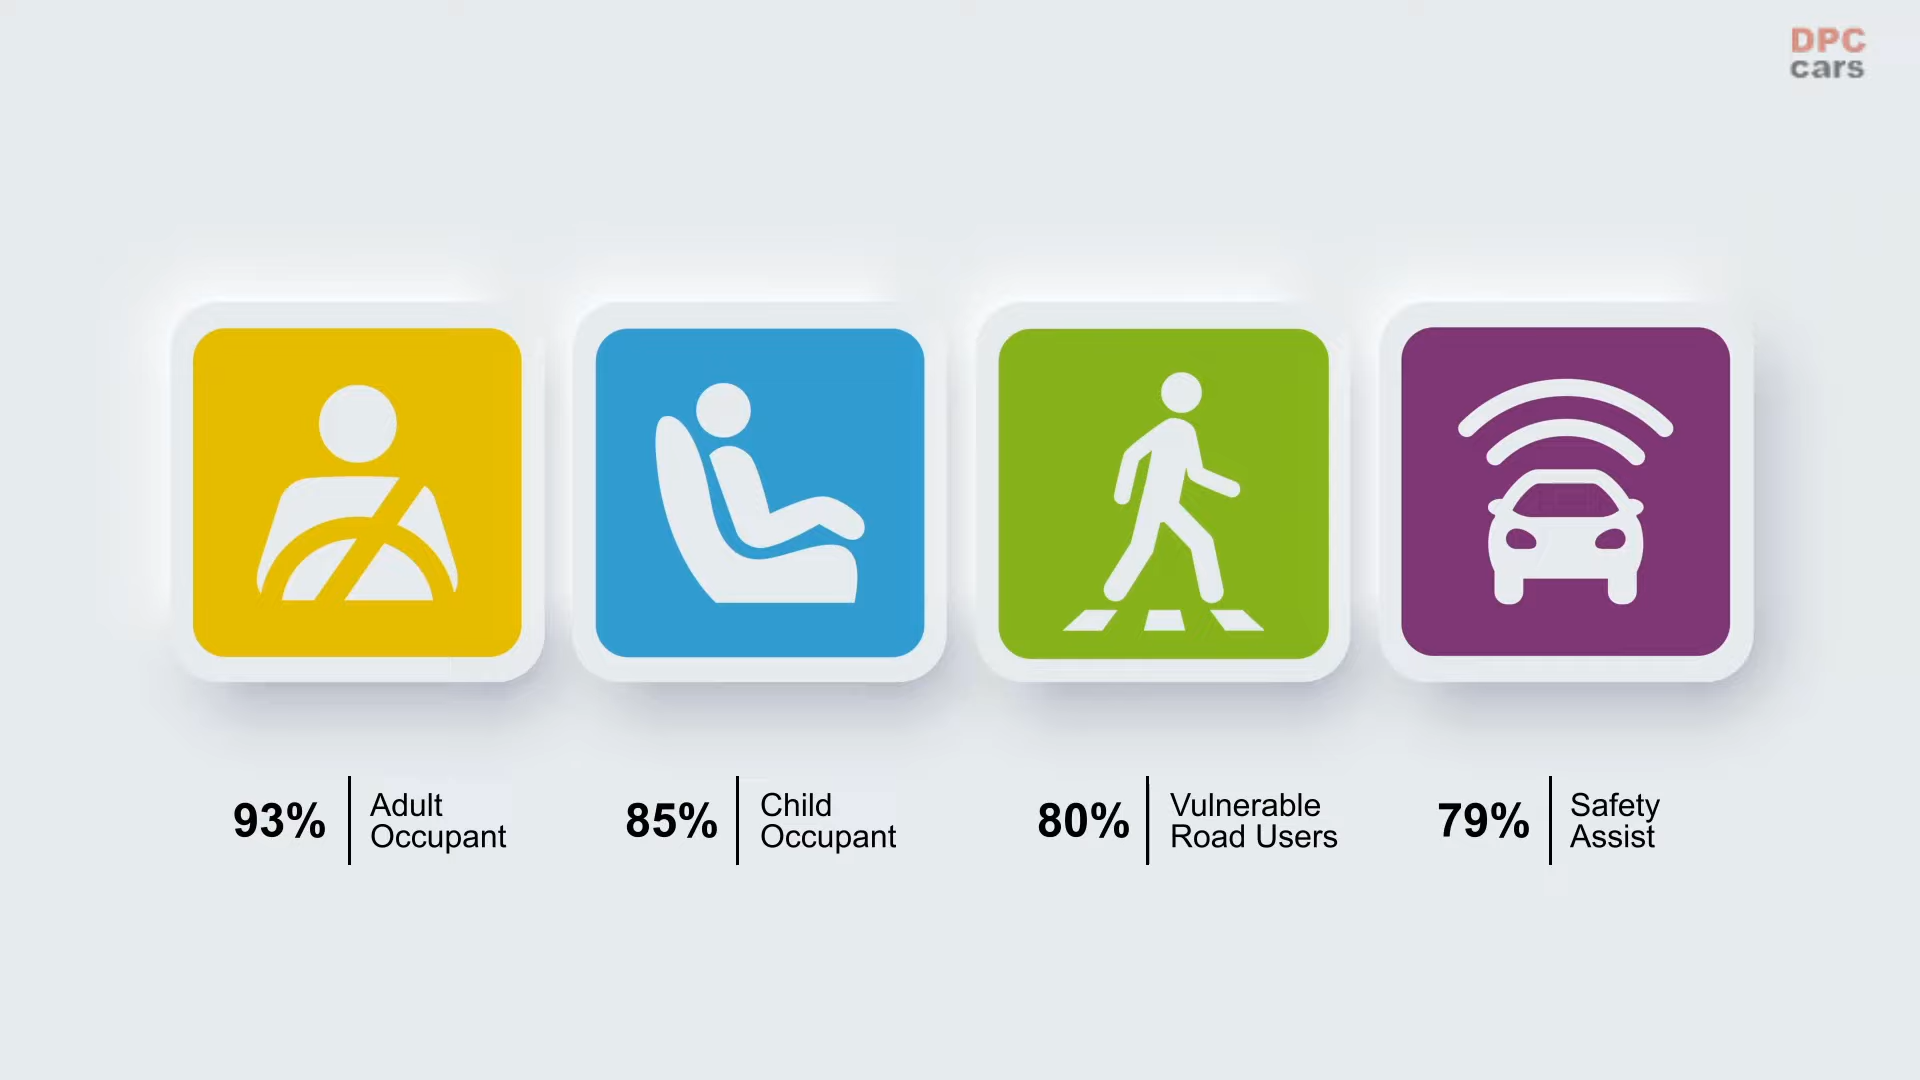 DPC
cars
93%
Adult
Occupant
85%
Child
Occupant
80%
Vulnerable
Road Users
79%
Safety
Assist